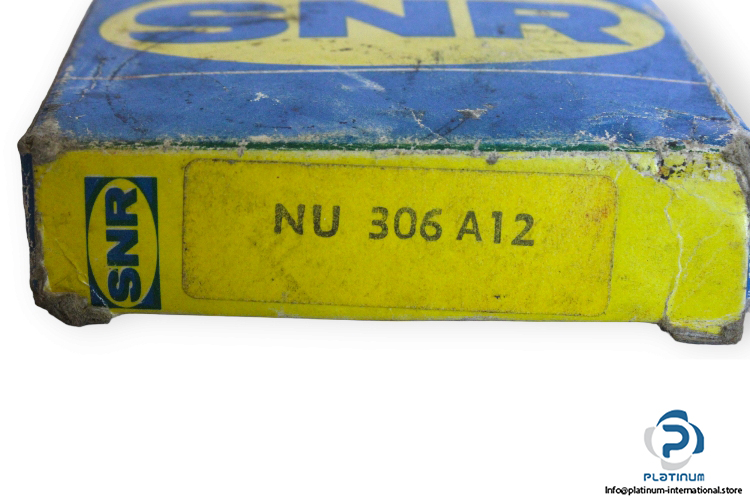 SNR
SNR
NU 306 A12
PLATINUM
Info@platinum-international.store